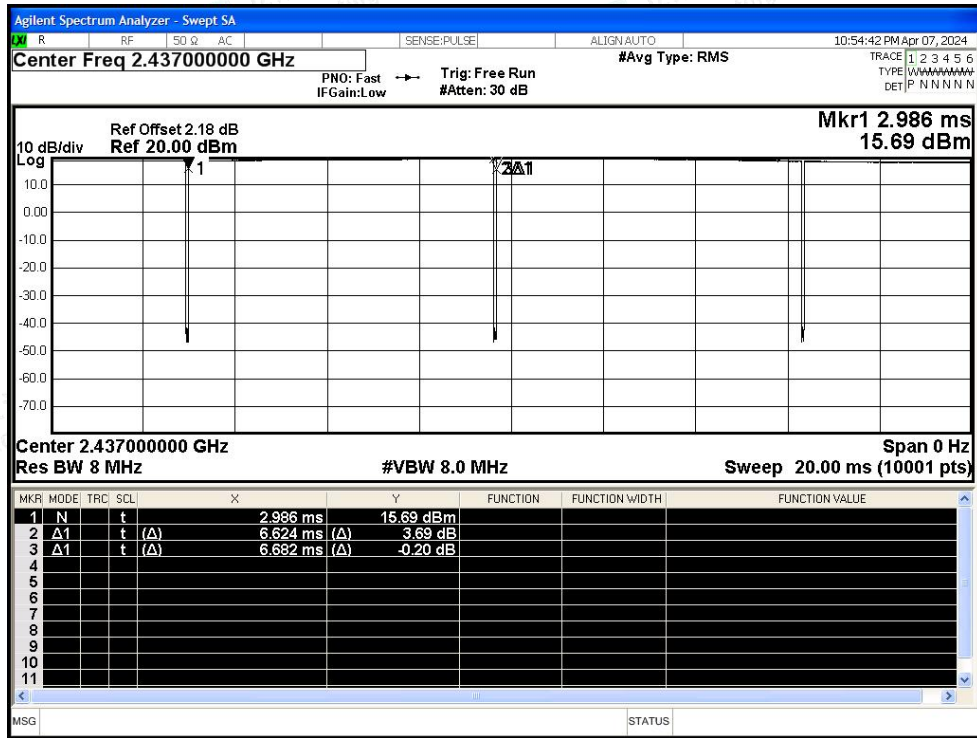 Agilent Spectrum Analyzer - Swept SA
LXI R RF 50 Ω AC SENSE:PULSE ALIGN AUTO 10:54:42 PM Apr 07, 2024
Center Freq 2.437000000 GHz #Avg Type: RMS TRACE 1 2 3 4 5 6
PNO: Fast Trig: Free Run TYPE WWWWWW
IFGain:Low #Atten: 30 dB DET P N N N N N
Mkr1 2.986 ms
Ref Offset 2.18 dB
10 dB/div Ref 20.00 dBm 15.69 dBm
Log
1
10.0
0.00
-10.0
-20.0
-30.0
-40.0
-50.0
-60.0
-70.0
Center 2.437000000 GHz Span 0 Hz
Res BW 8 MHz #VBW 8.0 MHz Sweep 20.00 ms (10001 pts)
MKR MODE TRC SCL X Y FUNCTION FUNCTION WIDTH FUNCTION VALUE
1 N t 2.986 ms 15.69 dBm
2 Δ1 t (Δ) 6.624 ms (Δ) 3.69 dB
3 Δ1 t (Δ) 6.682 ms (Δ) -0.20 dB
4
5
6
7
8
9
10
11
MSG STATUS